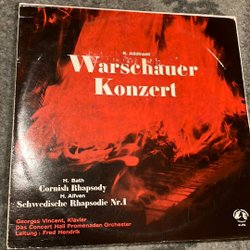 R. Addinsell
Warschauer
Konzert
H. Bath
Cornish Rhapsody
H. Alfven
Schwedische Rhapsodie Nr.1
Georges Vincent, Klavier
Das Concert Hall Promenaden Orchester
Leitung: Fred Hendrik